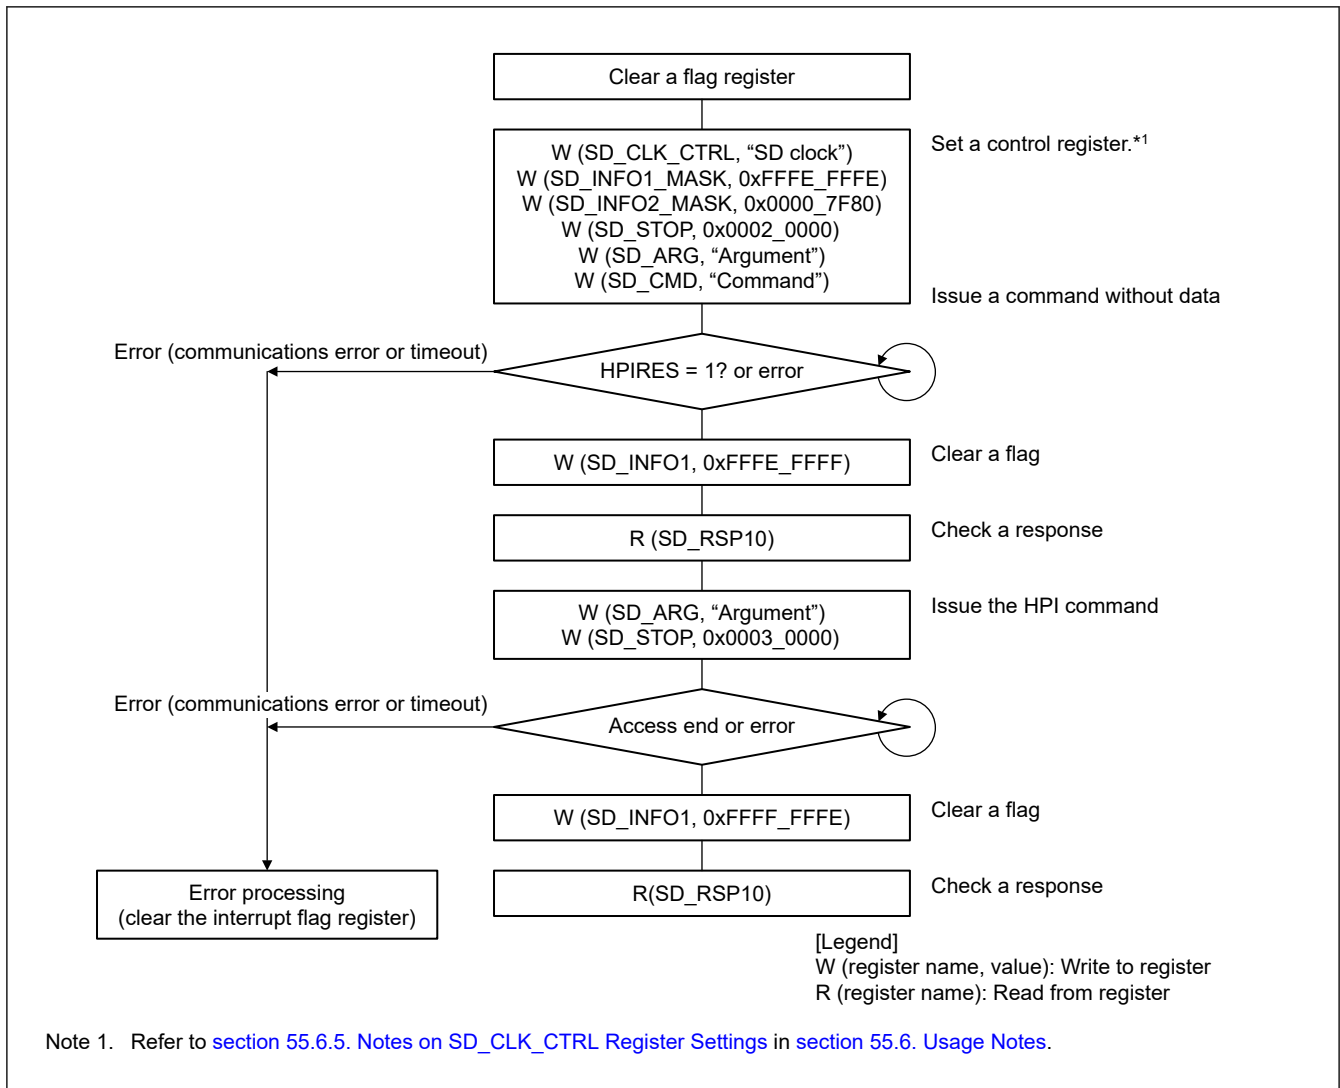 Clear a flag register
W (SD_CLK_CTRL, “SD clock”)
W (SD_INFO1_MASK, 0xFFFE_FFFE)
W (SD_INFO2_MASK, 0x0000_7F80)
W (SD_STOP, 0x0002_0000)
W (SD_ARG, “Argument”)
W (SD_CMD, “Command”)
Set a control register.*1
Issue a command without data
Error (communications error or timeout)
HPIRES = 1? or error
W (SD_INFO1, 0xFFFE_FFFF)
Clear a flag
R (SD_RSP10)
Check a response
W (SD_ARG, “Argument”)
W (SD_STOP, 0x0003_0000)
Issue the HPI command
Error (communications error or timeout)
Access end or error
W (SD_INFO1, 0xFFFF_FFFE)
Clear a flag
Error processing
(clear the interrupt flag register)
R(SD_RSP10)
Check a response
[Legend]
W (register name, value): Write to register
R (register name): Read from register
Note 1. Refer to section 55.6.5. Notes on SD_CLK_CTRL Register Settings in section 55.6. Usage Notes.